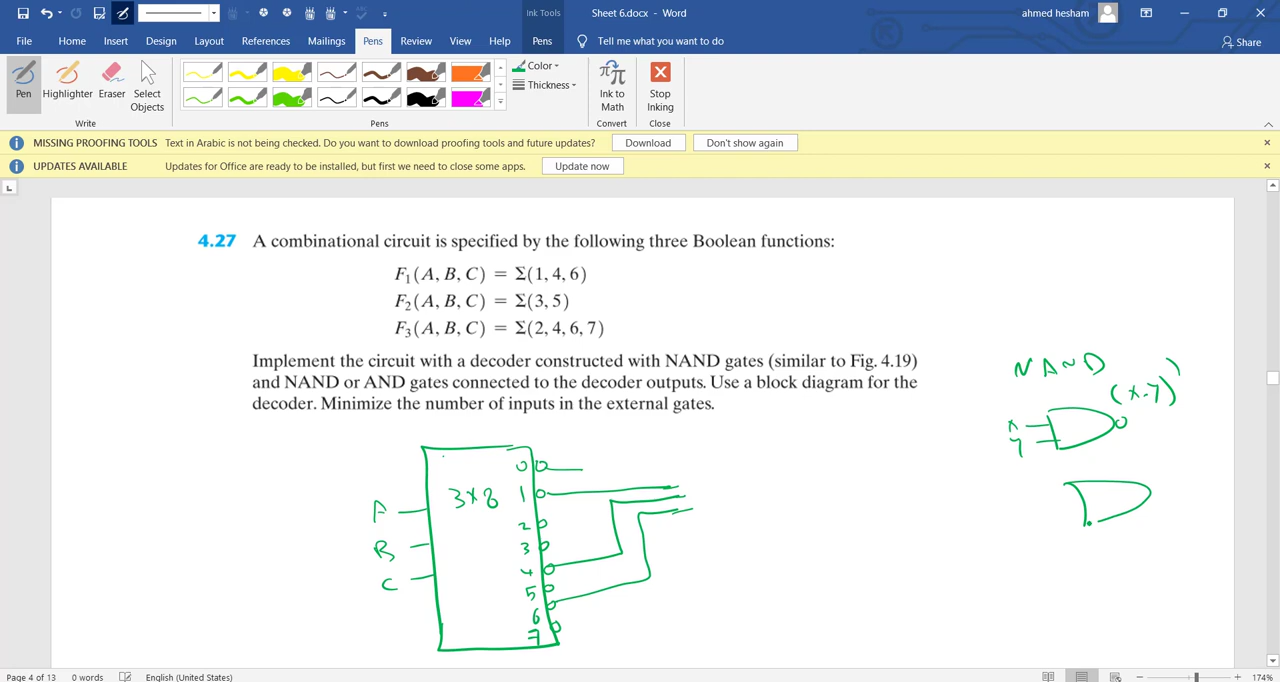 Ink Tools
Sheet 6.docx - Word
ahmed hesham
File Home Insert Design Layout References Mailings Pens Review View Help Pens Tell me what you want to do Share
Pen Highlighter Eraser Select Objects
Color
Thickness
Ink to Math
Stop Inking
Write Pens Convert Close
MISSING PROOFING TOOLS Text in Arabic is not being checked. Do you want to download proofing tools and future updates? Download Don't show again
UPDATES AVAILABLE Updates for Office are ready to be installed, but first we need to close some apps. Update now
4.27 A combinational circuit is specified by the following three Boolean functions:
F₁(A, B, C) = Σ(1, 4, 6)
F₂(A, B, C) = Σ(3, 5)
F₃(A, B, C) = Σ(2, 4, 6, 7)
Implement the circuit with a decoder constructed with NAND gates (similar to Fig. 4.19)
and NAND or AND gates connected to the decoder outputs. Use a block diagram for the
decoder. Minimize the number of inputs in the external gates.
NAND
(x.y)'
x
y
3x8
A
B
C
0
1
2
3
4
5
6
7
Page 4 of 13 0 words English (United States) 174%